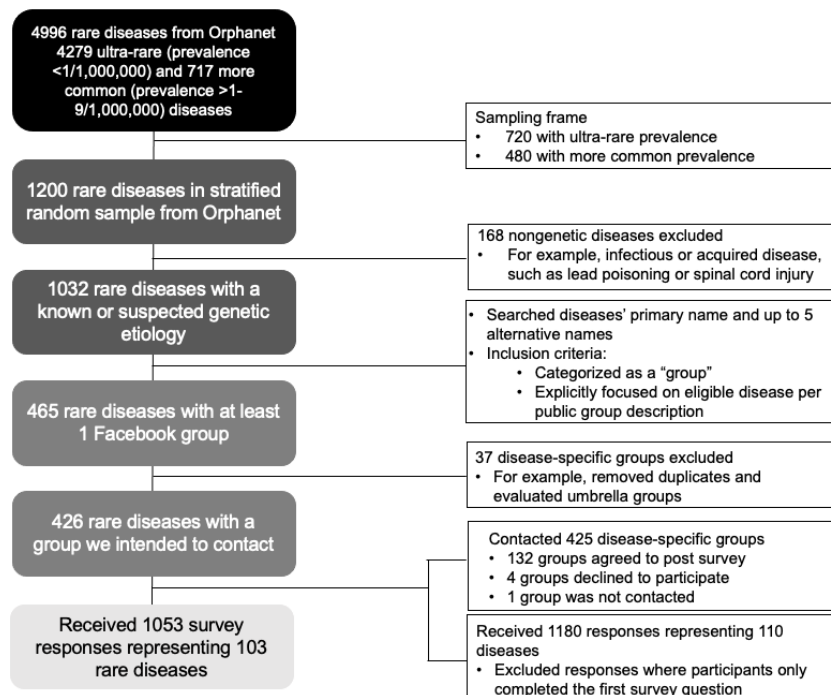 4996 rare diseases from Orphanet
4279 ultra-rare (prevalence
<1/1,000,000) and 717 more
common (prevalence >1-
9/1,000,000) diseases
Sampling frame
• 720 with ultra-rare prevalence
• 480 with more common prevalence
1200 rare diseases in stratified
random sample from Orphanet
168 nongenetic diseases excluded
• For example, infectious or acquired disease,
such as lead poisoning or spinal cord injury
1032 rare diseases with a
known or suspected genetic
etiology
• Searched diseases' primary name and up to 5
alternative names
• Inclusion criteria:
• Categorized as a “group”
• Explicitly focused on eligible disease per
public group description
465 rare diseases with at least
1 Facebook group
37 disease-specific groups excluded
• For example, removed duplicates and
evaluated umbrella groups
426 rare diseases with a
group we intended to contact
Contacted 425 disease-specific groups
• 132 groups agreed to post survey
• 4 groups declined to participate
• 1 group was not contacted
Received 1053 survey
responses representing 103
rare diseases
Received 1180 responses representing 110
diseases
• Excluded responses where participants only
completed the first survey question